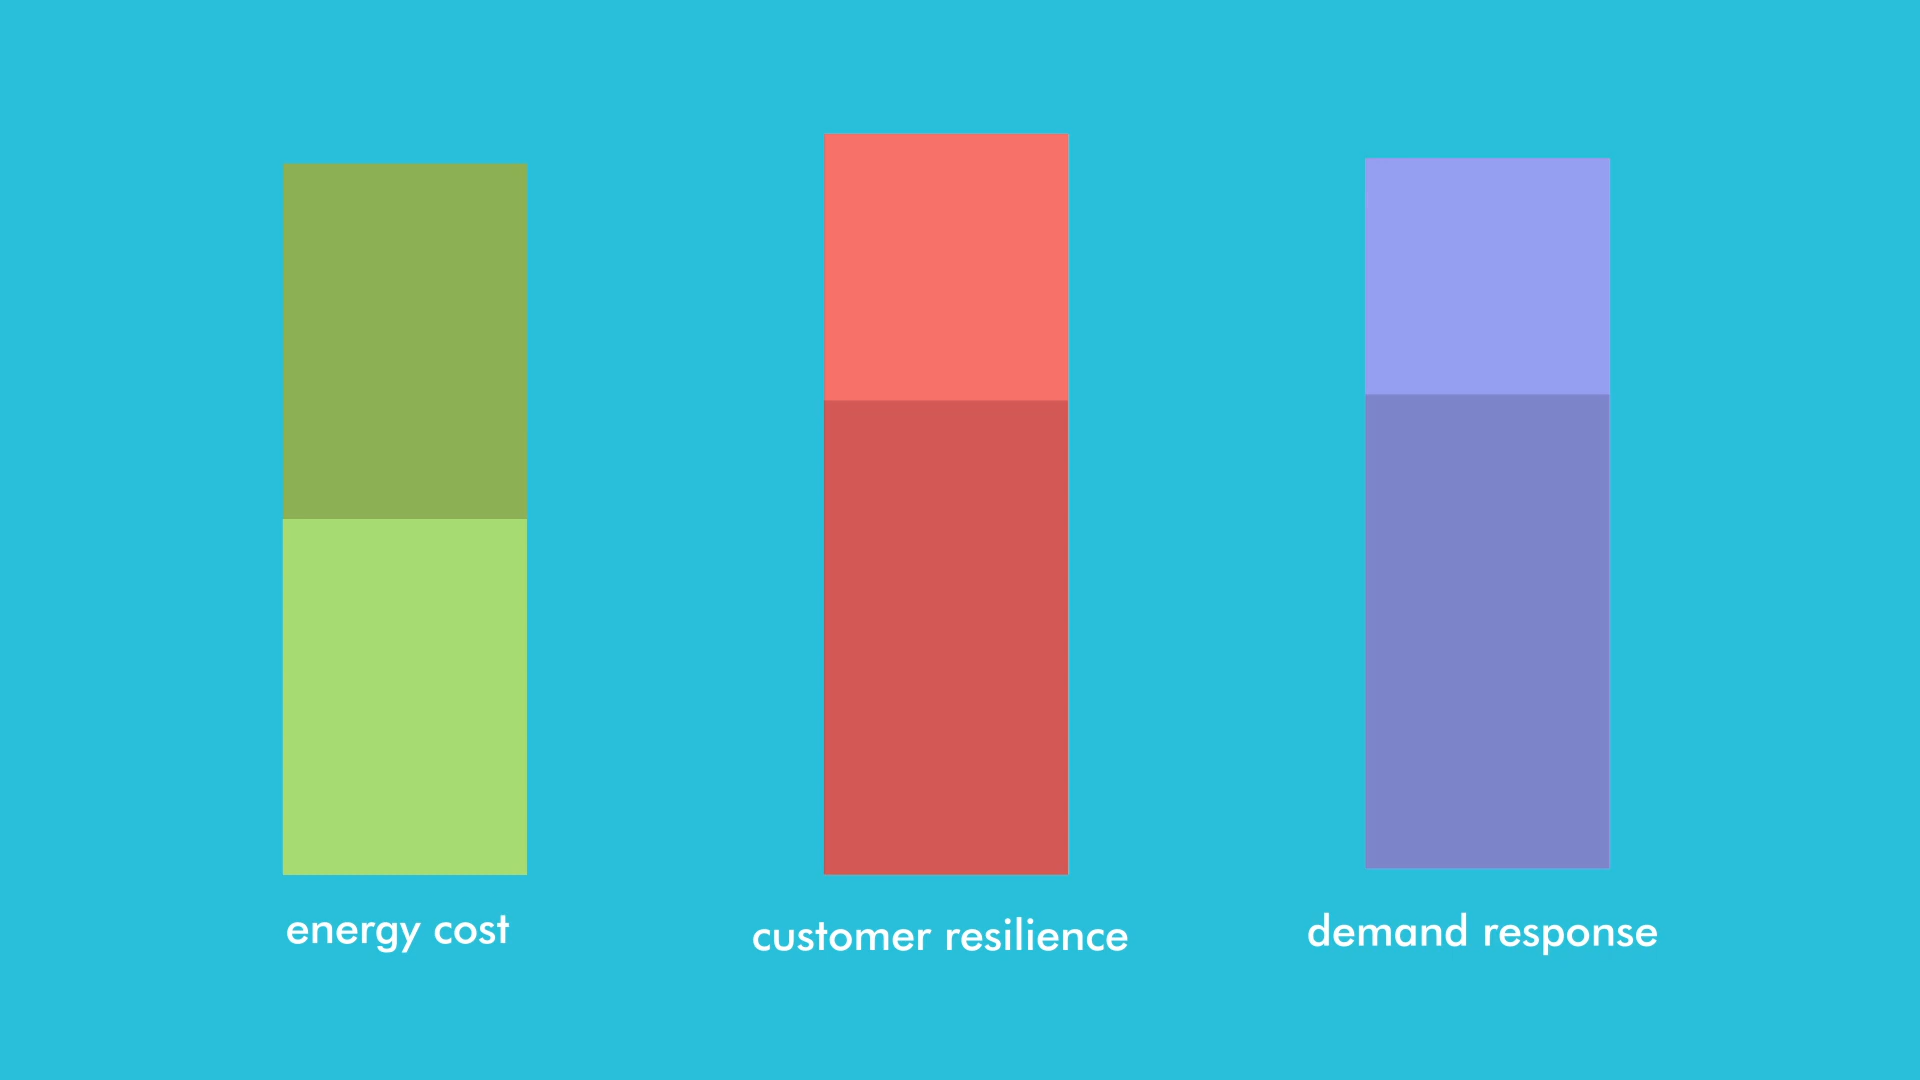 energy cost
customer resilience
demand response